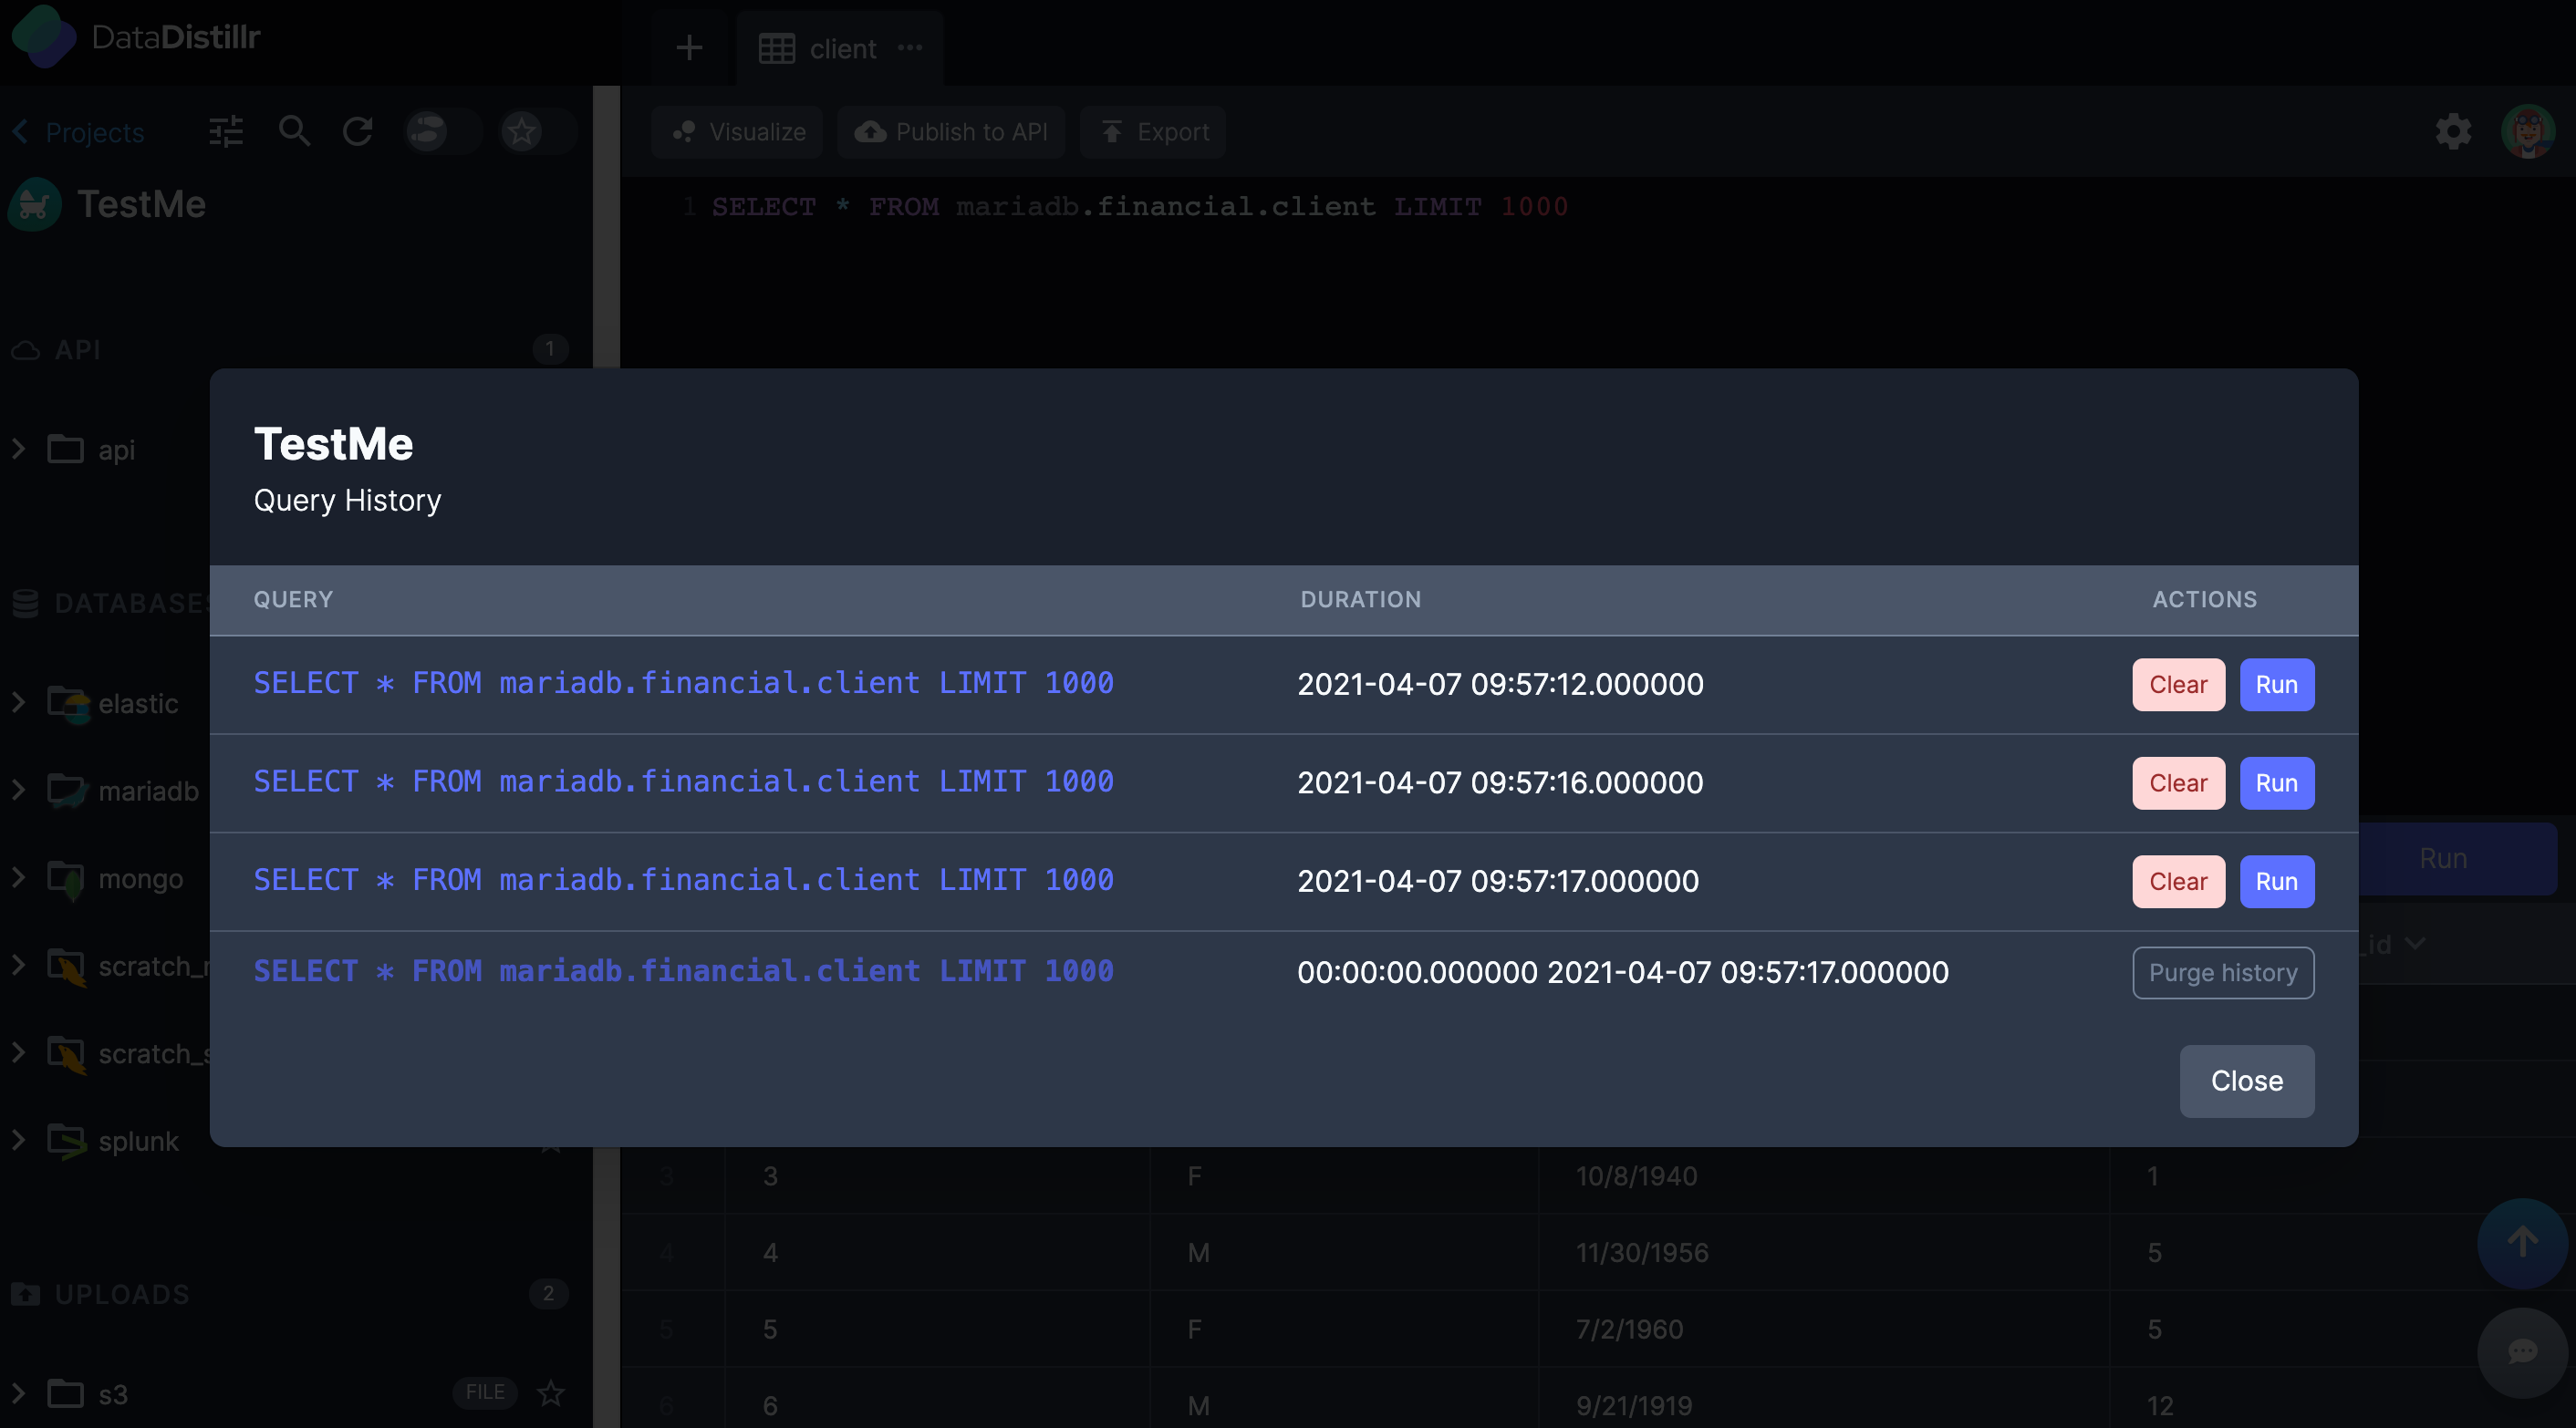 DataDistillr
client
Projects
Visualize
Publish to API
Export
TestMe
1 SELECT * FROM mariadb.financial.client LIMIT 1000
API 1
api
DATABASES
elastic
mariadb
mongo
splunk
UPLOADS 2
s3 FILE
TestMe
Query History
QUERY DURATION ACTIONS
SELECT * FROM mariadb.financial.client LIMIT 1000 2021-04-07 09:57:12.000000 Clear Run
SELECT * FROM mariadb.financial.client LIMIT 1000 2021-04-07 09:57:16.000000 Clear Run
SELECT * FROM mariadb.financial.client LIMIT 1000 2021-04-07 09:57:17.000000 Clear Run
SELECT * FROM mariadb.financial.client LIMIT 1000 00:00:00.000000 2021-04-07 09:57:17.000000 Purge history
Close
Run
_id
3 3 F 10/8/1940 1
4 4 M 11/30/1956 5
5 5 F 7/2/1960 5
6 6 M 9/21/1919 12